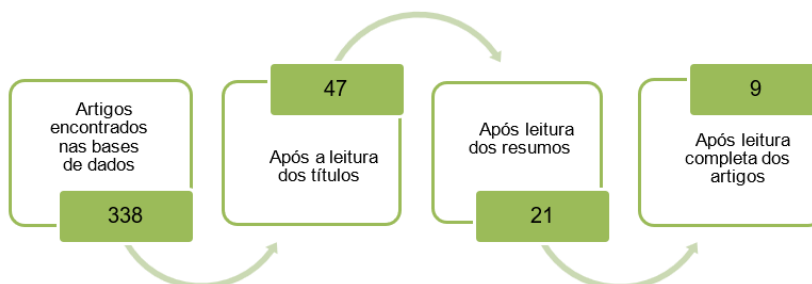 Artigos
encontrados
nas bases
de dados
338
47
Após a leitura
dos títulos
Após leitura
dos resumos
21
9
Após leitura
completa dos
artigos